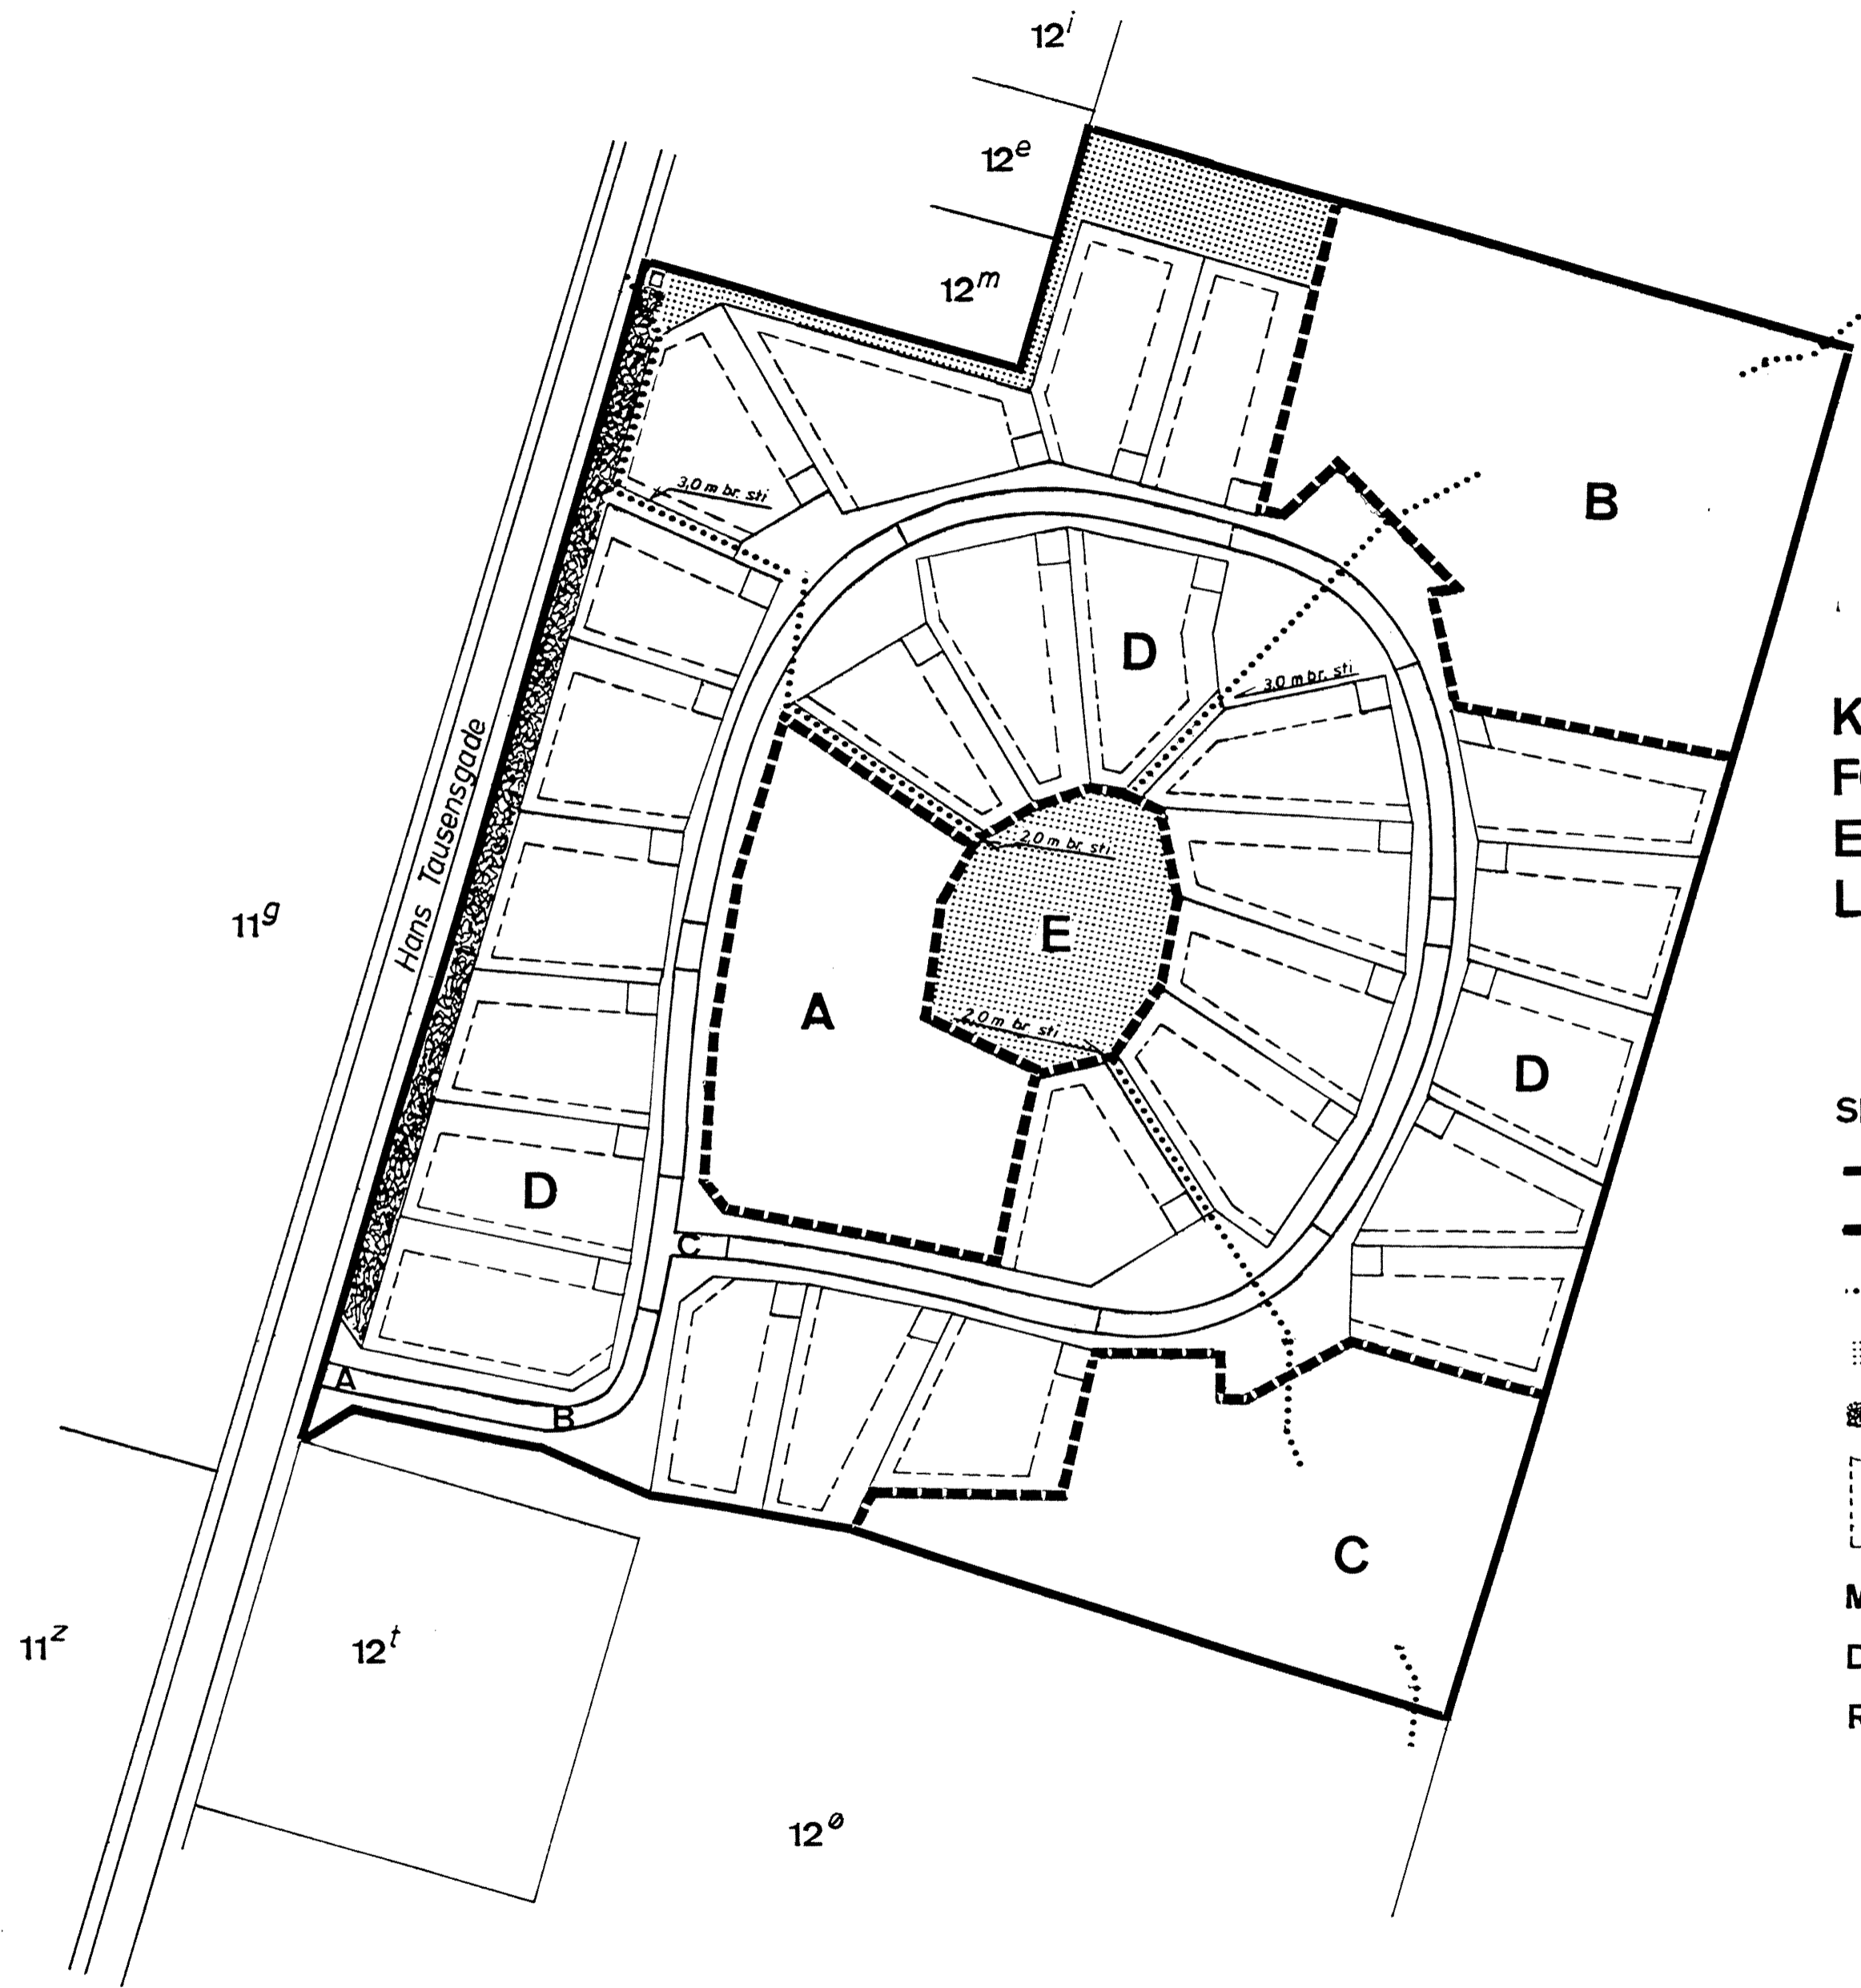 12i
12e
12m
3,0 m br. sti
B
D
3,0 m br. sti
Hans Tausensgade
11g
2,0 m br. sti
E
A
2,0 m br. sti
D
D
C
A
B
C
11z
12t
12ø
K
E
L
M
D